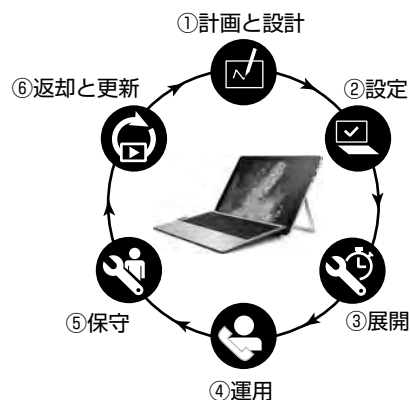 ①計画と設計
②設定
③展開
④運用
⑤保守
⑥返却と更新